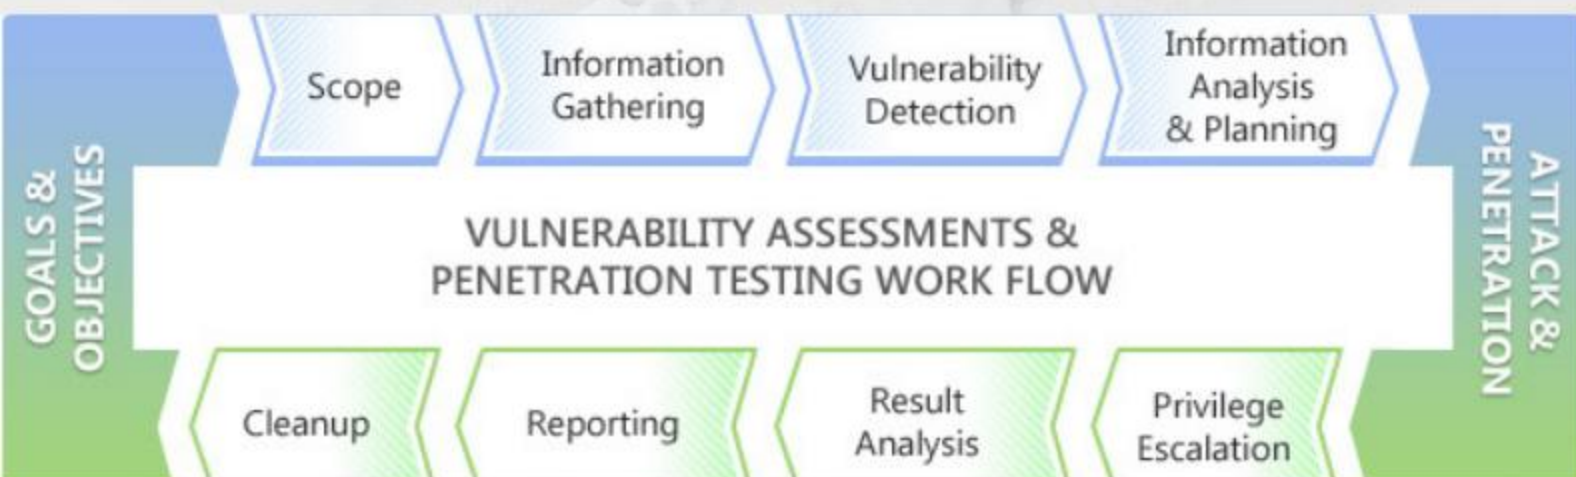 Scope
Information
Gathering
Vulnerability
Detection
Information
Analysis
& Planning
GOALS &
OBJECTIVES
VULNERABILITY ASSESSMENTS &
PENETRATION TESTING WORK FLOW
ATTACK &
PENETRATION
Cleanup
Reporting
Result
Analysis
Privilege
Escalation